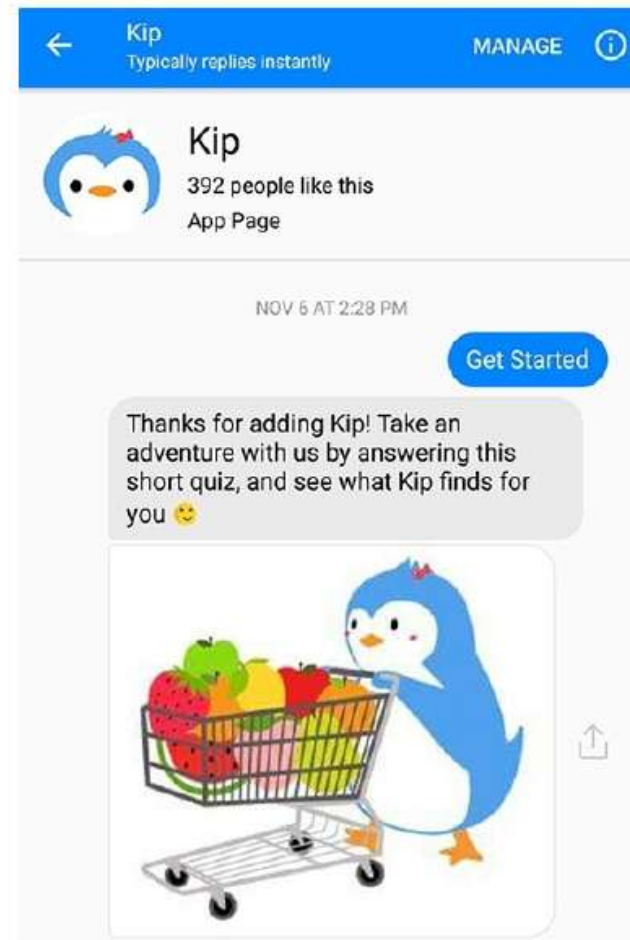 Kip
Typically replies instantly
MANAGE
Kip
392 people like this
App Page
NOV 6 AT 2:28 PM
Get Started
Thanks for adding Kip! Take an
adventure with us by answering this
short quiz, and see what Kip finds for
you 🙂